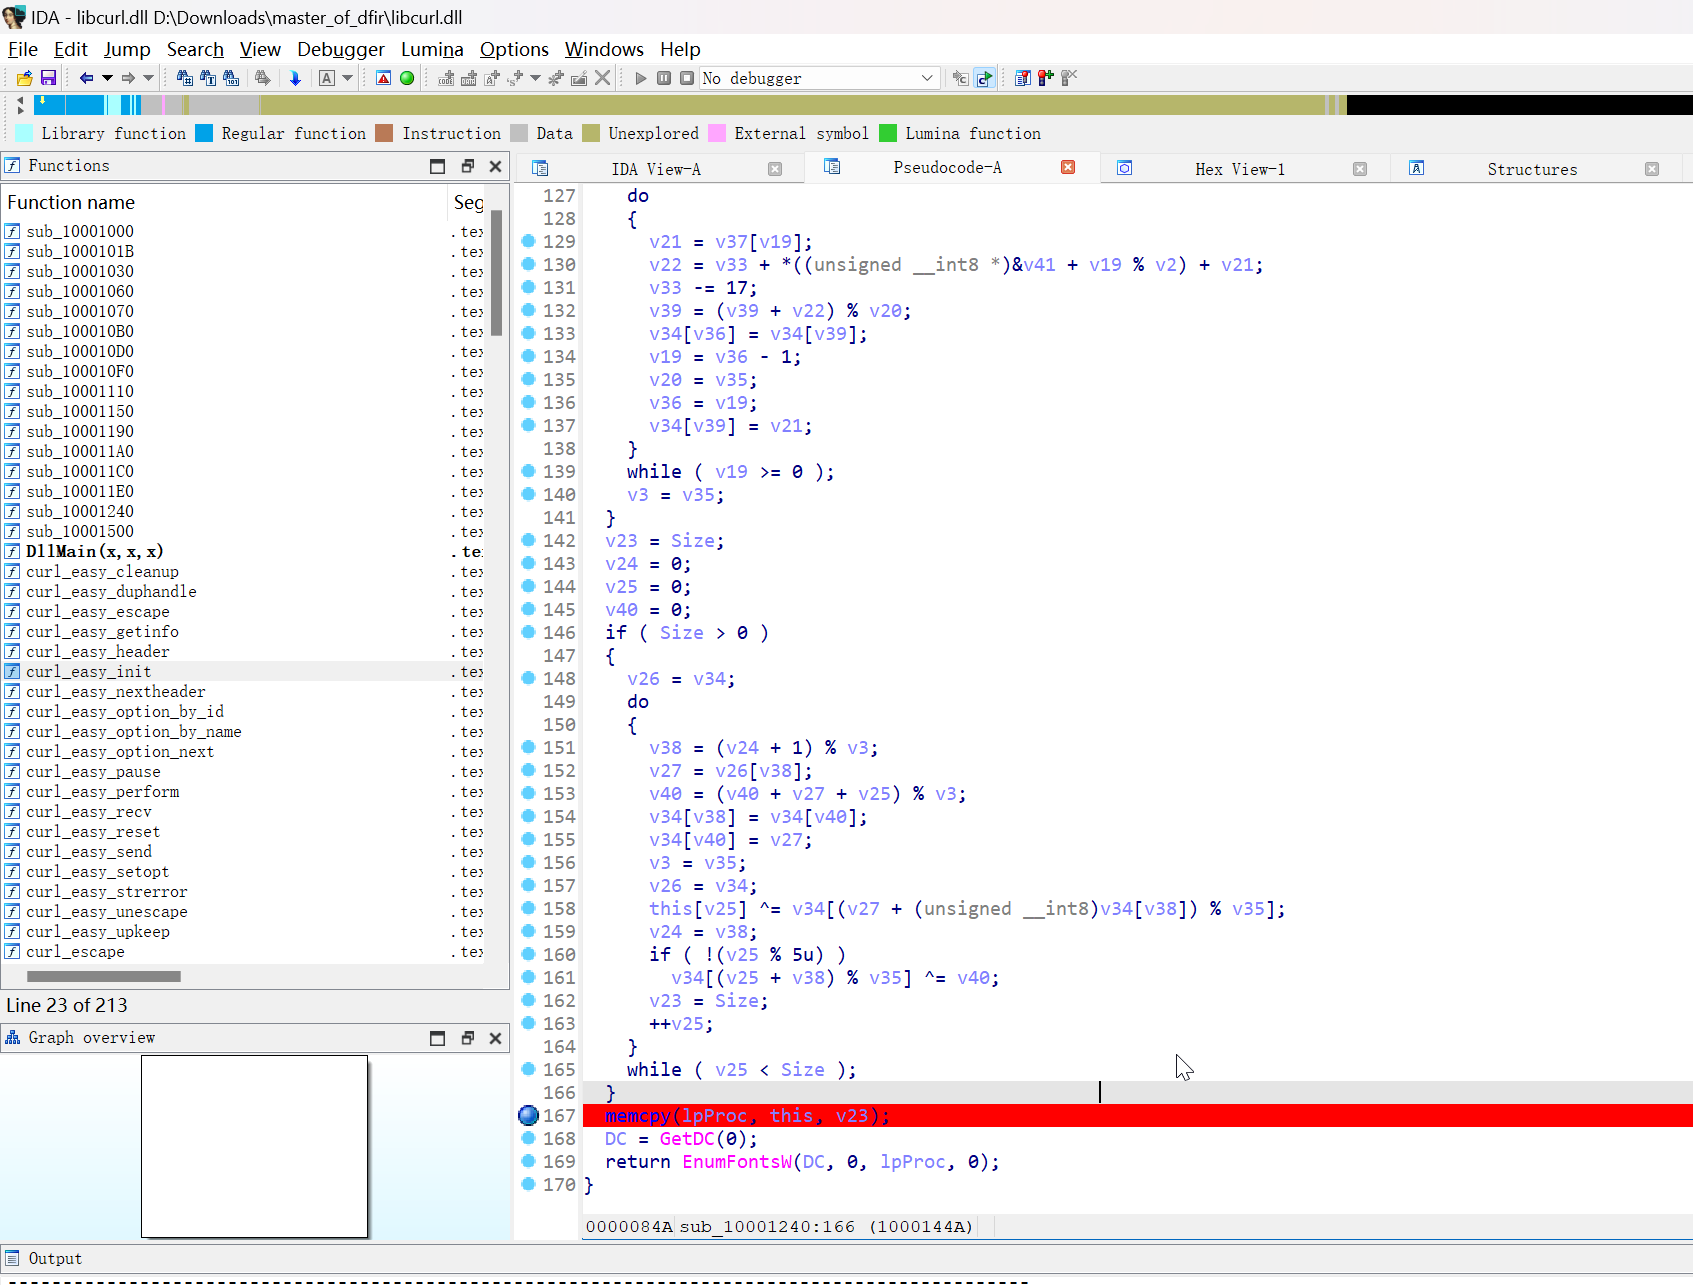 IDA - libcurl.dll D:\Downloads\master_of_dfir\libcurl.dll
File Edit Jump Search View Debugger Lumina Options Windows Help
No debugger
Library function Regular function Instruction Data Unexplored External symbol Lumina function
Functions
Function name Seg
sub_10001000 .tex
sub_1000101B .tex
sub_10001030 .tex
sub_10001060 .tex
sub_10001070 .tex
sub_100010B0 .tex
sub_100010D0 .tex
sub_100010F0 .tex
sub_10001110 .tex
sub_10001150 .tex
sub_10001190 .tex
sub_100011A0 .tex
sub_100011C0 .tex
sub_100011E0 .tex
sub_10001240 .tex
sub_10001500 .tex
DllMain(x,x,x) .te
curl_easy_cleanup .tex
curl_easy_duphandle .tex
curl_easy_escape .tex
curl_easy_getinfo .tex
curl_easy_header .tex
curl_easy_init .tex
curl_easy_nextheader .tex
curl_easy_option_by_id .tex
curl_easy_option_by_name .tex
curl_easy_option_next .tex
curl_easy_pause .tex
curl_easy_perform .tex
curl_easy_recv .tex
curl_easy_reset .tex
curl_easy_send .tex
curl_easy_setopt .tex
curl_easy_strerror .tex
curl_easy_unescape .tex
curl_easy_upkeep .tex
curl_escape .tex
Line 23 of 213
Graph overview
IDA View-A Pseudocode-A Hex View-1 Structures
127 do
128 {
129 v21 = v37[v19];
130 v22 = v33 + *((unsigned __int8 *)&v41 + v19 % v2) + v21;
131 v33 -= 17;
132 v39 = (v39 + v22) % v20;
133 v34[v36] = v34[v39];
134 v19 = v36 - 1;
135 v20 = v35;
136 v36 = v19;
137 v34[v39] = v21;
138 }
139 while ( v19 >= 0 );
140 v3 = v35;
141 }
142 v23 = Size;
143 v24 = 0;
144 v25 = 0;
145 v40 = 0;
146 if ( Size > 0 )
147 {
148 v26 = v34;
149 do
150 {
151 v38 = (v24 + 1) % v3;
152 v27 = v26[v38];
153 v40 = (v40 + v27 + v25) % v3;
154 v34[v38] = v34[v40];
155 v34[v40] = v27;
156 v3 = v35;
157 v26 = v34;
158 this[v25] ^= v34[(v27 + (unsigned __int8)v34[v38]) % v35];
159 v24 = v38;
160 if ( !(v25 % 5u) )
161 v34[(v25 + v38) % v35] ^= v40;
162 v23 = Size;
163 ++v25;
164 }
165 while ( v25 < Size );
166 }
167 memcpy(lpProc, this, v23);
168 DC = GetDC(0);
169 return EnumFontsW(DC, 0, lpProc, 0);
170 }
0000084A sub_10001240:166 (1000144A)
Output